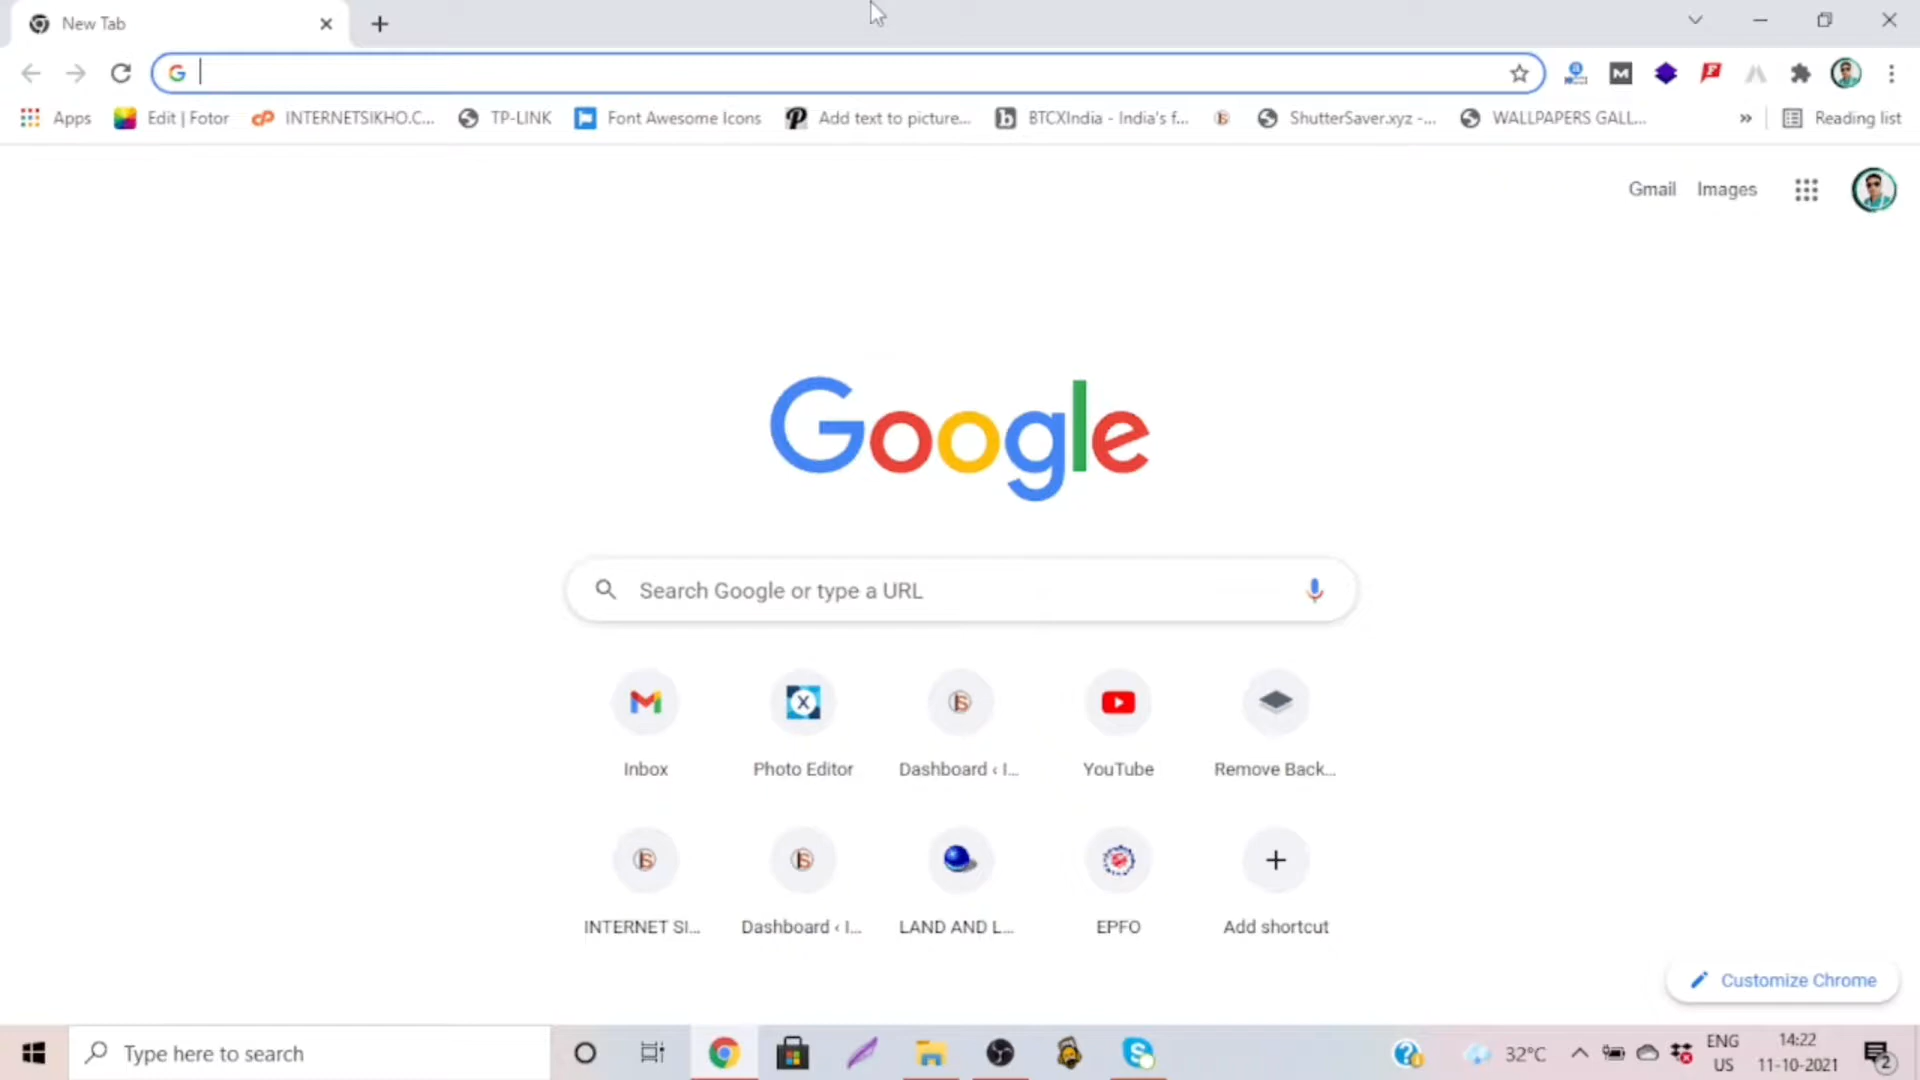 New Tab
Apps
Edit | Fotor
INTERNETSIKHO.C...
TP-LINK
Font Awesome Icons
Add text to picture...
BTCXIndia - India's f...
ShutterSaver.xyz -...
WALLPAPERS GALL...
»
Reading list
Gmail
Images
Google
Search Google or type a URL
Inbox
Photo Editor
Dashboard ‹ I...
YouTube
Remove Back...
INTERNET SI...
Dashboard ‹ I...
LAND AND L...
EPFO
Add shortcut
Customize Chrome
Type here to search
32°C
ENG
US
14:22
11-10-2021
2